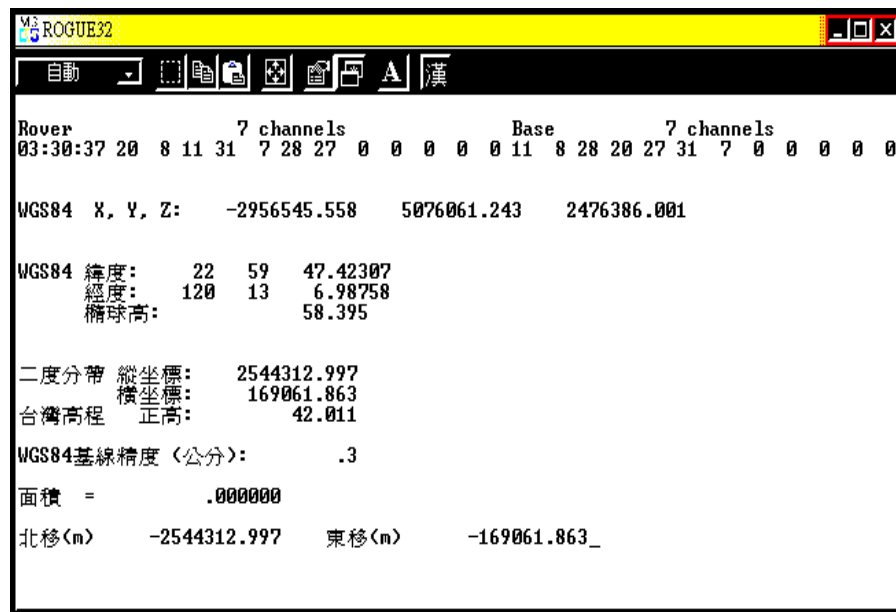 ROGUE32
自動 A 漢
Rover 7 channels Base 7 channels
03:30:37 20 8 11 31 7 28 27 0 0 0 0 0 11 8 28 20 27 31 7 0 0 0 0 0
WGS84 X, Y, Z: -2956545.558 5076061.243 2476386.001
WGS84 緯度: 22 59 47.42307
經度: 120 13 6.98758
橢球高: 58.395
二度分帶 縱坐標: 2544312.997
橫坐標: 169061.863
台灣高程 正高: 42.011
WGS84基線精度(公分): .3
面積 = .000000
北移(m) -2544312.997 東移(m) -169061.863_